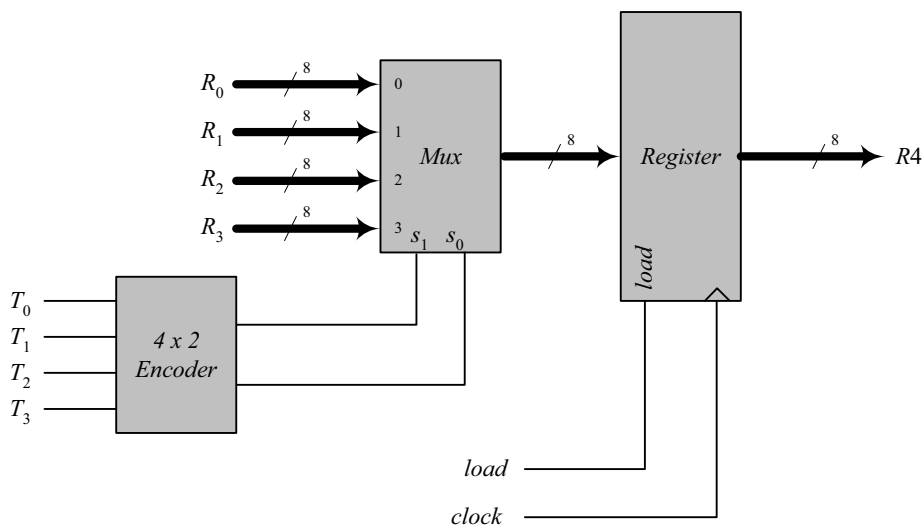 R0
8
0
R1
8
1
R2
8
2
R3
8
3
Mux
s1
s0
8
Register
load
8
R4
T0
T1
T2
T3
4 x 2
Encoder
load
clock